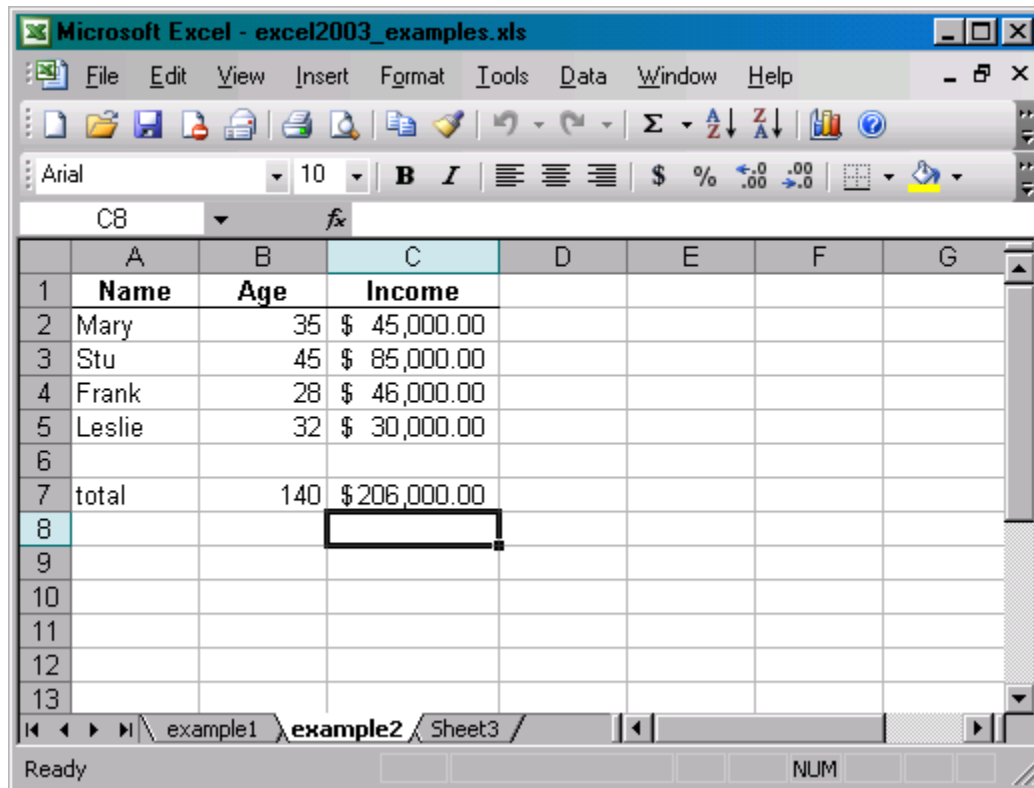 Microsoft Excel - excel2003_examples.xls
File Edit View Insert Format Tools Data Window Help
Arial 10 B I $ % .00 .00
C8 fx
A B C D E F G
1 Name Age Income
2 Mary 35 $ 45,000.00
3 Stu 45 $ 85,000.00
4 Frank 28 $ 46,000.00
5 Leslie 32 $ 30,000.00
6
7 total 140 $206,000.00
8
9
10
11
12
13
example1 example2 Sheet3
Ready NUM